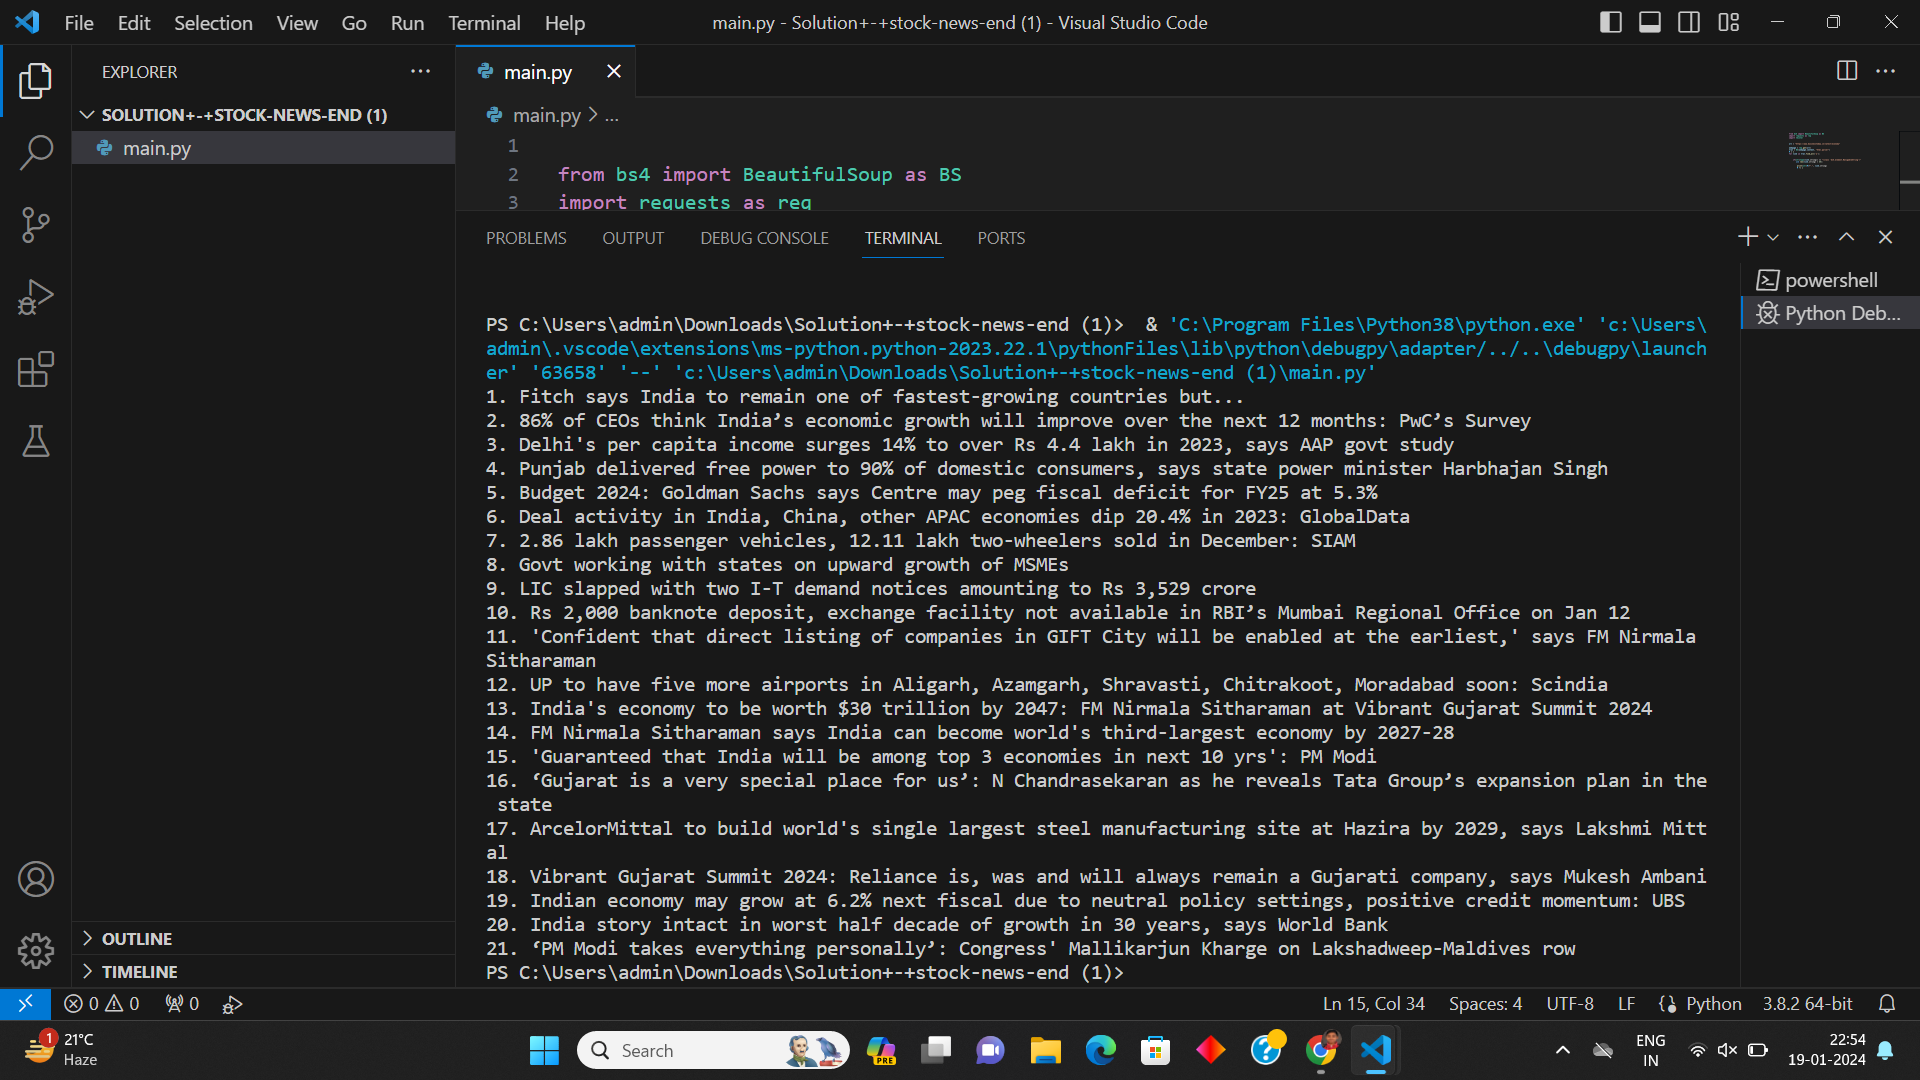 File Edit Selection View Go Run Terminal Help
main.py - Solution+-+stock-news-end (1) - Visual Studio Code
EXPLORER
SOLUTION+-+STOCK-NEWS-END (1)
main.py
OUTLINE
TIMELINE
main.py
main.py > ...
1
2 from bs4 import BeautifulSoup as BS
3 import requests as req
PROBLEMS OUTPUT DEBUG CONSOLE TERMINAL PORTS
powershell
Python Deb...
PS C:\Users\admin\Downloads\Solution+-+stock-news-end (1)>  & 'C:\Program Files\Python38\python.exe' 'c:\Users\
admin\.vscode\extensions\ms-python.python-2023.22.1\pythonFiles\lib\python\debugpy\adapter/../..\debugpy\launch
er' '63658' '--' 'c:\Users\admin\Downloads\Solution+-+stock-news-end (1)\main.py'
1. Fitch says India to remain one of fastest-growing countries but...
2. 86% of CEOs think India’s economic growth will improve over the next 12 months: PwC’s Survey
3. Delhi's per capita income surges 14% to over Rs 4.4 lakh in 2023, says AAP govt study
4. Punjab delivered free power to 90% of domestic consumers, says state power minister Harbhajan Singh
5. Budget 2024: Goldman Sachs says Centre may peg fiscal deficit for FY25 at 5.3%
6. Deal activity in India, China, other APAC economies dip 20.4% in 2023: GlobalData
7. 2.86 lakh passenger vehicles, 12.11 lakh two-wheelers sold in December: SIAM
8. Govt working with states on upward growth of MSMEs
9. LIC slapped with two I-T demand notices amounting to Rs 3,529 crore
10. Rs 2,000 banknote deposit, exchange facility not available in RBI’s Mumbai Regional Office on Jan 12
11. 'Confident that direct listing of companies in GIFT City will be enabled at the earliest,' says FM Nirmala
Sitharaman
12. UP to have five more airports in Aligarh, Azamgarh, Shravasti, Chitrakoot, Moradabad soon: Scindia
13. India's economy to be worth $30 trillion by 2047: FM Nirmala Sitharaman at Vibrant Gujarat Summit 2024
14. FM Nirmala Sitharaman says India can become world's third-largest economy by 2027-28
15. 'Guaranteed that India will be among top 3 economies in next 10 yrs': PM Modi
16. ‘Gujarat is a very special place for us’: N Chandrasekaran as he reveals Tata Group’s expansion plan in the
 state
17. ArcelorMittal to build world's single largest steel manufacturing site at Hazira by 2029, says Lakshmi Mitt
al
18. Vibrant Gujarat Summit 2024: Reliance is, was and will always remain a Gujarati company, says Mukesh Ambani
19. Indian economy may grow at 6.2% next fiscal due to neutral policy settings, positive credit momentum: UBS
20. India story intact in worst half decade of growth in 30 years, says World Bank
21. ‘PM Modi takes everything personally’: Congress' Mallikarjun Kharge on Lakshadweep-Maldives row
PS C:\Users\admin\Downloads\Solution+-+stock-news-end (1)>
0 0 0
Ln 15, Col 34 Spaces: 4 UTF-8 LF Python 3.8.2 64-bit
1 21°C
Haze
Search
PRE
ENG
IN
22:54
19-01-2024